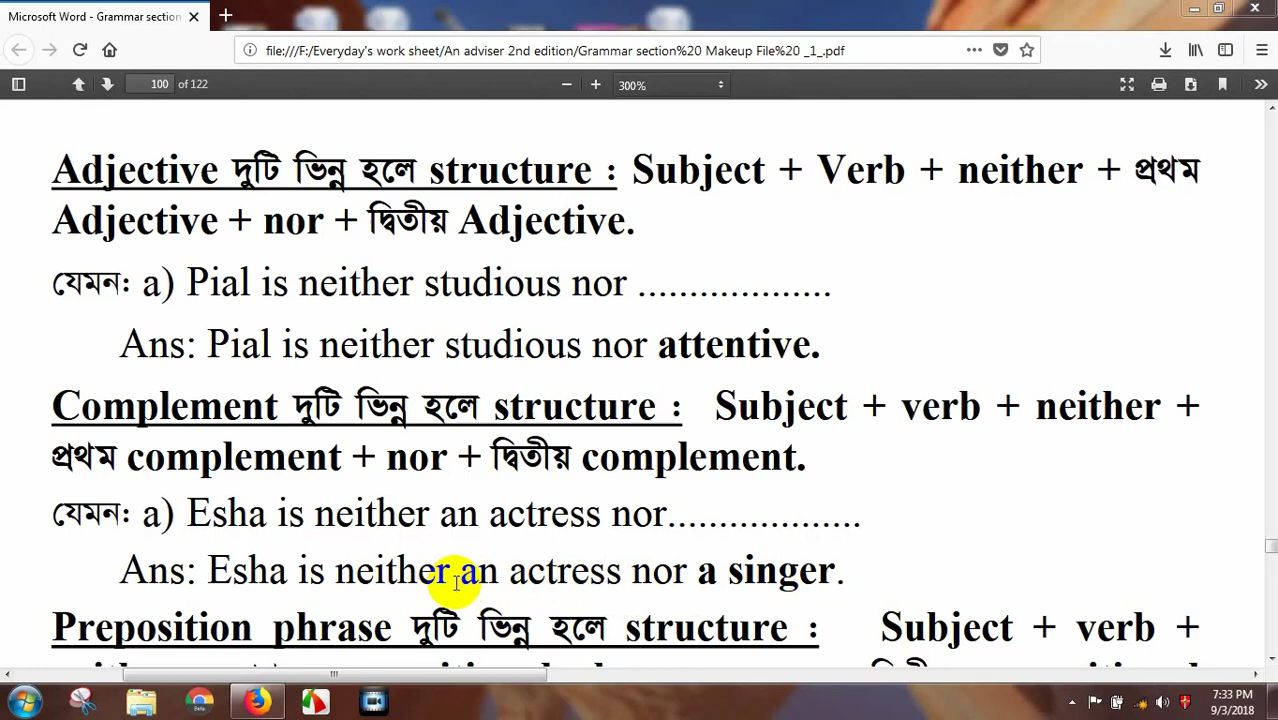 Microsoft Word - Grammar section
file:///F:/Everyday's work sheet/An adviser 2nd edition/Grammar section%20 Makeup File%20 _1_.pdf
100 of 122
300%
Adjective দুটি ভিন্ন হলে structure : Subject + Verb + neither + প্রথম
Adjective + nor + দ্বিতীয় Adjective.
যেমনঃ a) Pial is neither studious nor ...................
Ans: Pial is neither studious nor attentive.
Complement দুটি ভিন্ন হলে structure : Subject + verb + neither +
প্রথম complement + nor + দ্বিতীয় complement.
যেমনঃ a) Esha is neither an actress nor...................
Ans: Esha is neither an actress nor a singer.
Preposition phrase দুটি ভিন্ন হলে structure : Subject + verb +
7:33 PM
9/3/2018